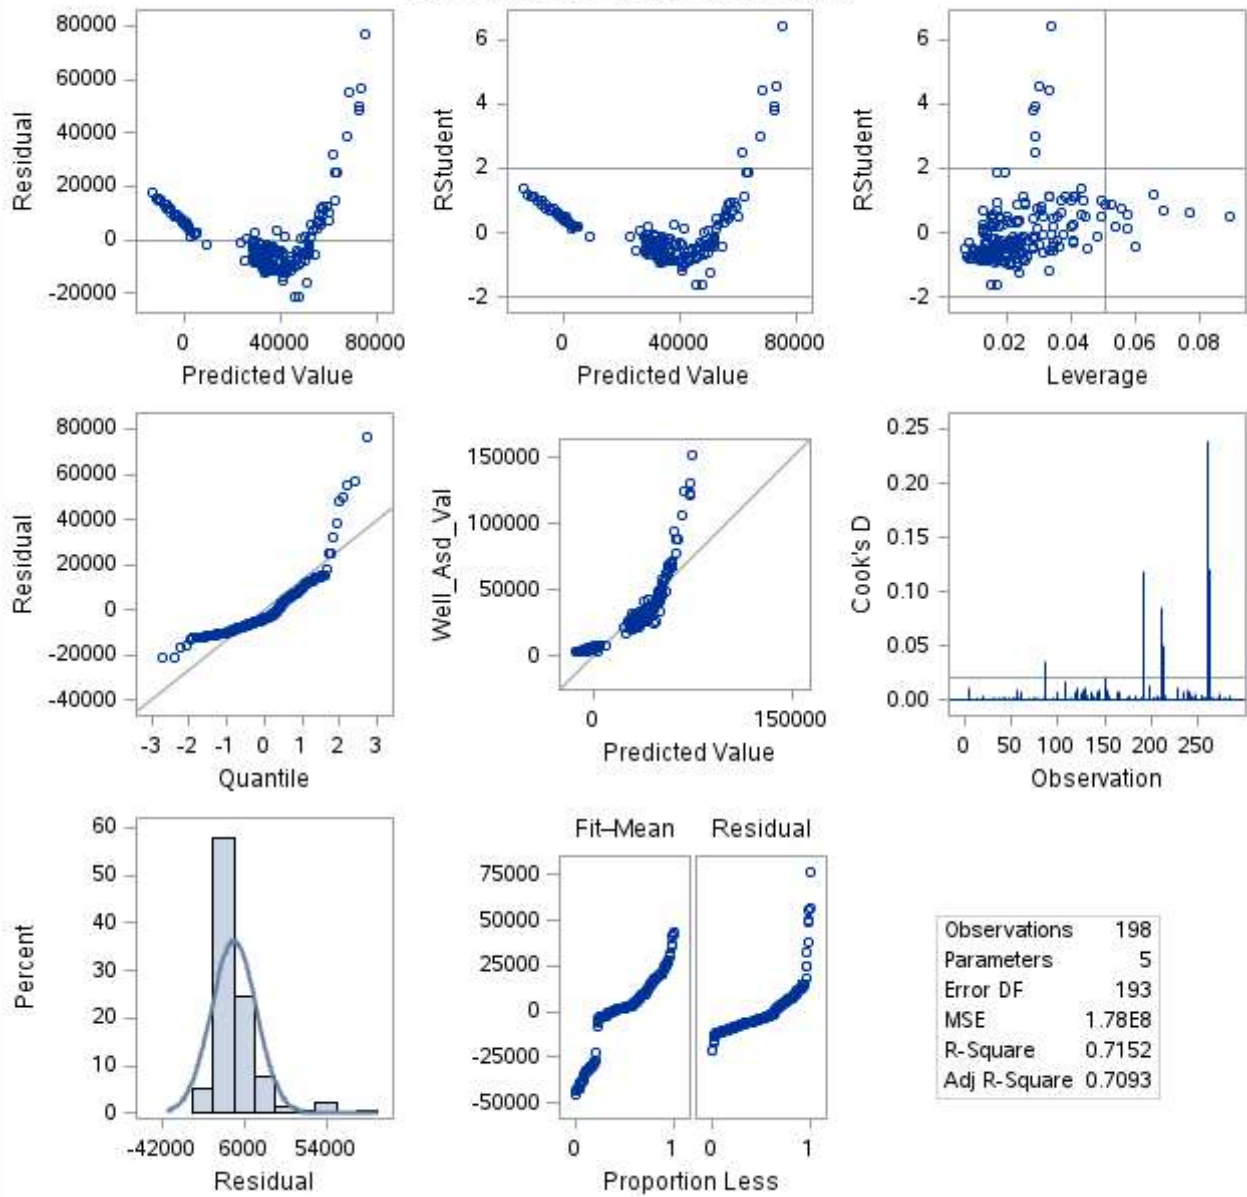 80000
60000
40000
20000
0
-20000
Residual
0 40000 80000
Predicted Value
6
4
2
0
-2
RStudent
0 40000 80000
Predicted Value
6
4
2
0
-2
RStudent
0.02 0.04 0.06 0.08
Leverage
80000
60000
40000
20000
0
-20000
-40000
Residual
-3 -2 -1 0 1 2 3
Quantile
150000
100000
50000
0
Well_Asd_Val
0 150000
Predicted Value
0.25
0.20
0.15
0.10
0.05
0.00
Cook's D
0 50 100 150 200 250
Observation
60
50
40
30
20
10
0
Percent
-42000 6000 54000
Residual
Fit–Mean Residual
75000
50000
25000
0
-25000
-50000
0 1 0 1
Proportion Less
Observations 198
Parameters 5
Error DF 193
MSE 1.78E8
R-Square 0.7152
Adj R-Square 0.7093